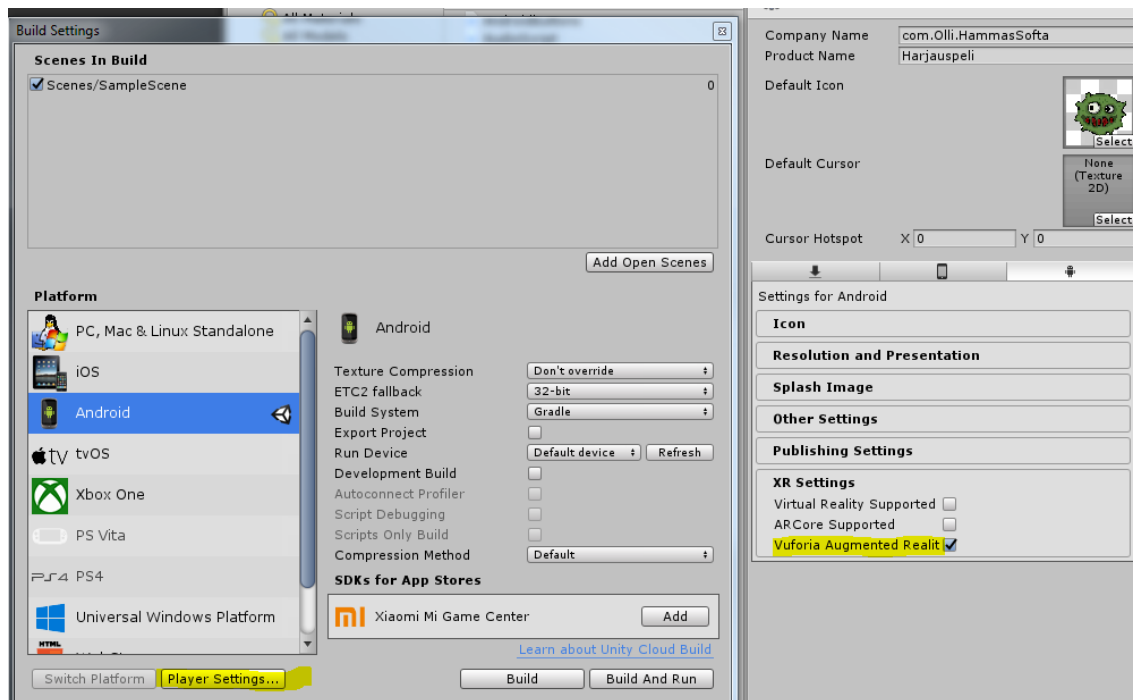 Build Settings
Scenes In Build
Scenes/SampleScene 0
Add Open Scenes
Platform
PC, Mac & Linux Standalone
iOS
Android
tvOS
tv
Xbox One
PS Vita
PS4
Universal Windows Platform
HTML
Switch Platform
Player Settings...
Android
Texture Compression Don't override
ETC2 fallback 32-bit
Build System Gradle
Export Project
Run Device Default device Refresh
Development Build
Autoconnect Profiler
Script Debugging
Scripts Only Build
Compression Method Default
SDKs for App Stores
Xiaomi Mi Game Center Add
Learn about Unity Cloud Build
Build Build And Run
Company Name com.Olli.HammasSofta
Product Name Harjauspeli
Default Icon
Select
Default Cursor
None
(Texture
2D)
Select
Cursor Hotspot X 0 Y 0
Settings for Android
Icon
Resolution and Presentation
Splash Image
Other Settings
Publishing Settings
XR Settings
Virtual Reality Supported
ARCore Supported
Vuforia Augmented Realit